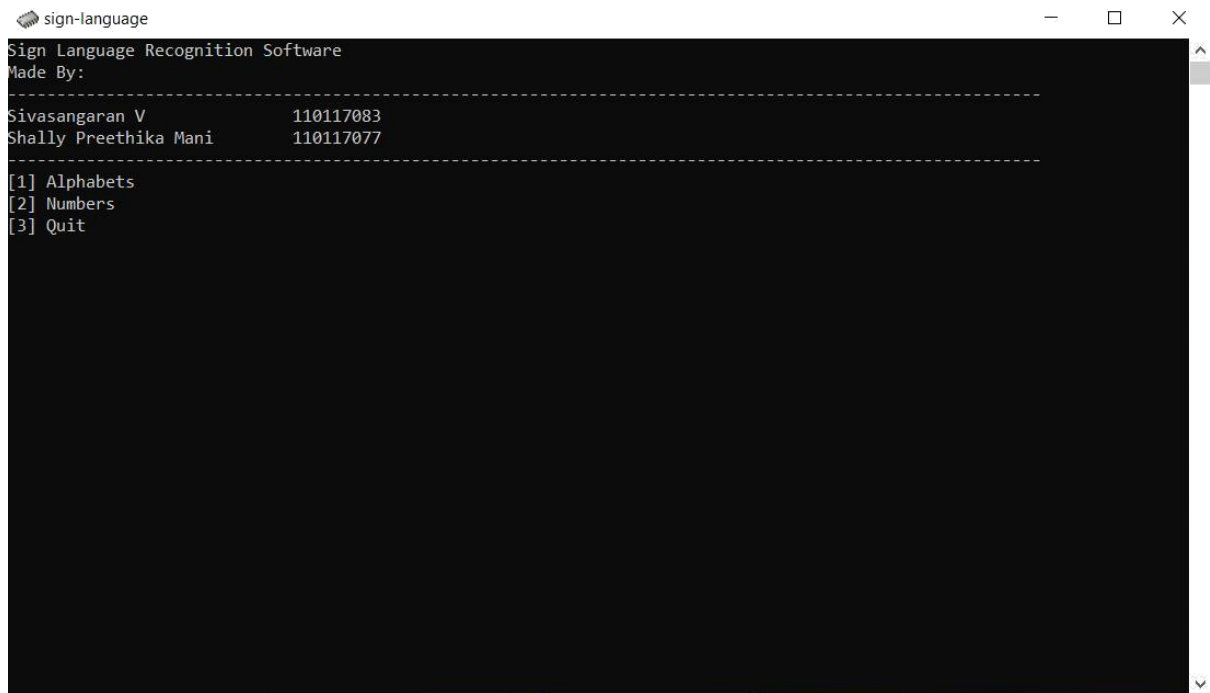 sign-language
Sign Language Recognition Software
Made By:
----------------------------------------------------------------------------------------------------------
Sivasangaran V 110117083
Shally Preethika Mani 110117077
----------------------------------------------------------------------------------------------------------
[1] Alphabets
[2] Numbers
[3] Quit